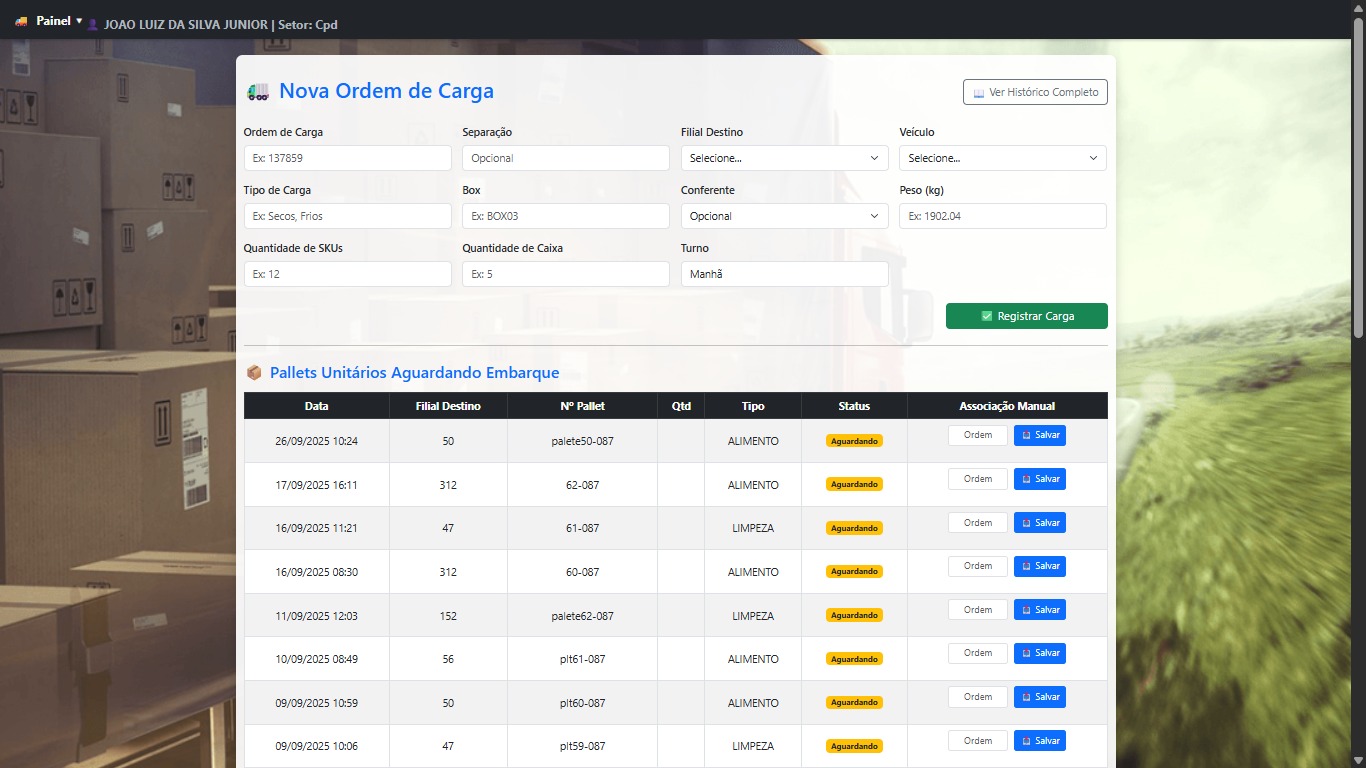 Painel ▾ JOAO LUIZ DA SILVA JUNIOR | Setor: Cpd
Nova Ordem de Carga
Ver Histórico Completo
Ordem de Carga Separação Filial Destino Veículo
Ex: 137859 Opcional Selecione... Selecione...
Tipo de Carga Box Conferente Peso (kg)
Ex: Secos, Frios Ex: BOX03 Opcional Ex: 1902.04
Quantidade de SKUs Quantidade de Caixa Turno
Ex: 12 Ex: 5 Manhã
Registrar Carga
Pallets Unitários Aguardando Embarque
Data Filial Destino Nº Pallet Qtd Tipo Status Associação Manual
26/09/2025 10:24 50 palete50-087 ALIMENTO Aguardando Ordem Salvar
17/09/2025 16:11 312 62-087 ALIMENTO Aguardando Ordem Salvar
16/09/2025 11:21 47 61-087 LIMPEZA Aguardando Ordem Salvar
16/09/2025 08:30 312 60-087 ALIMENTO Aguardando Ordem Salvar
11/09/2025 12:03 152 palete62-087 LIMPEZA Aguardando Ordem Salvar
10/09/2025 08:49 56 plt61-087 ALIMENTO Aguardando Ordem Salvar
09/09/2025 10:59 50 plt60-087 ALIMENTO Aguardando Ordem Salvar
09/09/2025 10:06 47 plt59-087 LIMPEZA Aguardando Ordem Salvar